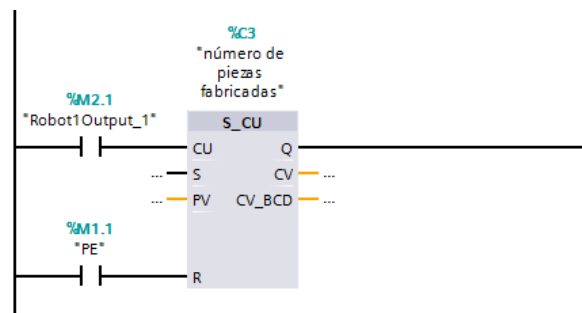 %C3
"número de
piezas
fabricadas"
%M2.1
"Robot1Output_1"
S_CU
CU Q
... S CV ...
... PV CV_BCD ...
%M1.1
"PE"
R